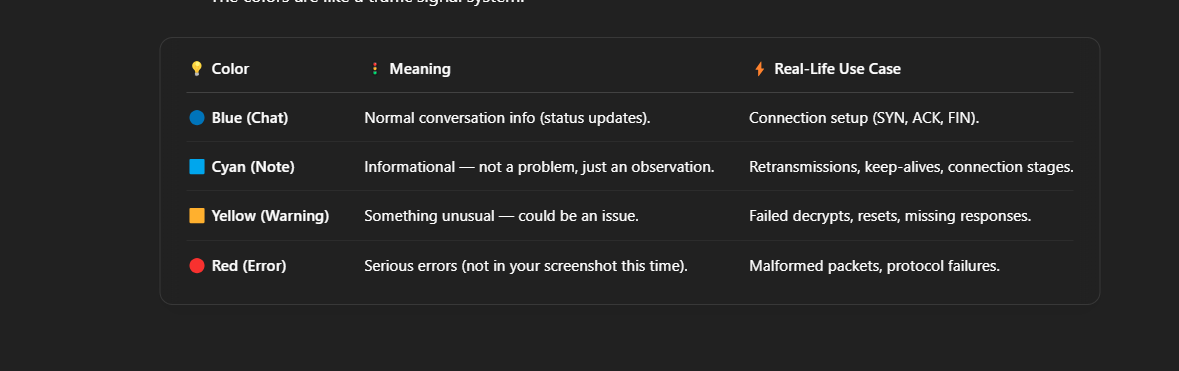 The colors are like a traffic signal system.
Color Meaning Real-Life Use Case
Blue (Chat) Normal conversation info (status updates). Connection setup (SYN, ACK, FIN).
Cyan (Note) Informational — not a problem, just an observation. Retransmissions, keep-alives, connection stages.
Yellow (Warning) Something unusual — could be an issue. Failed decrypts, resets, missing responses.
Red (Error) Serious errors (not in your screenshot this time). Malformed packets, protocol failures.